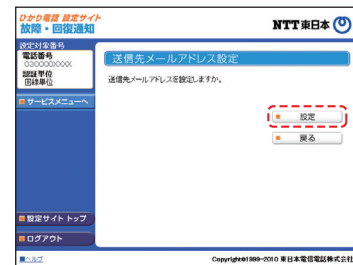 ひかり電話 設定サイト
故障・回復通知
NTT東日本
設定対象番号
電話番号
030000XXXX
認証単位
回線単位
サービスメニューへ
設定サイト トップ
ログアウト
送信先メールアドレス設定
送信先メールアドレスを設定しますか。
設定
戻る
ヘルプ
Copyright©1999-2010 東日本電信電話株式会社